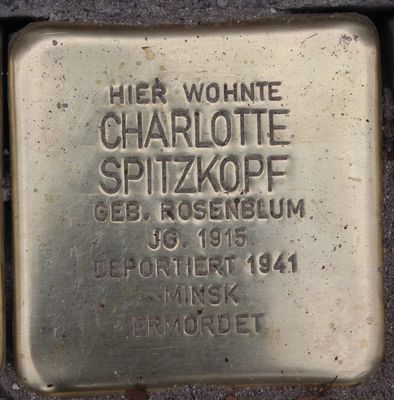 HIER WOHNTE
CHARLOTTE
SPITZKOPF
GEB. ROSENBLUM
JG. 1915
DEPORTIERT 1941
MINSK
ERMORDET